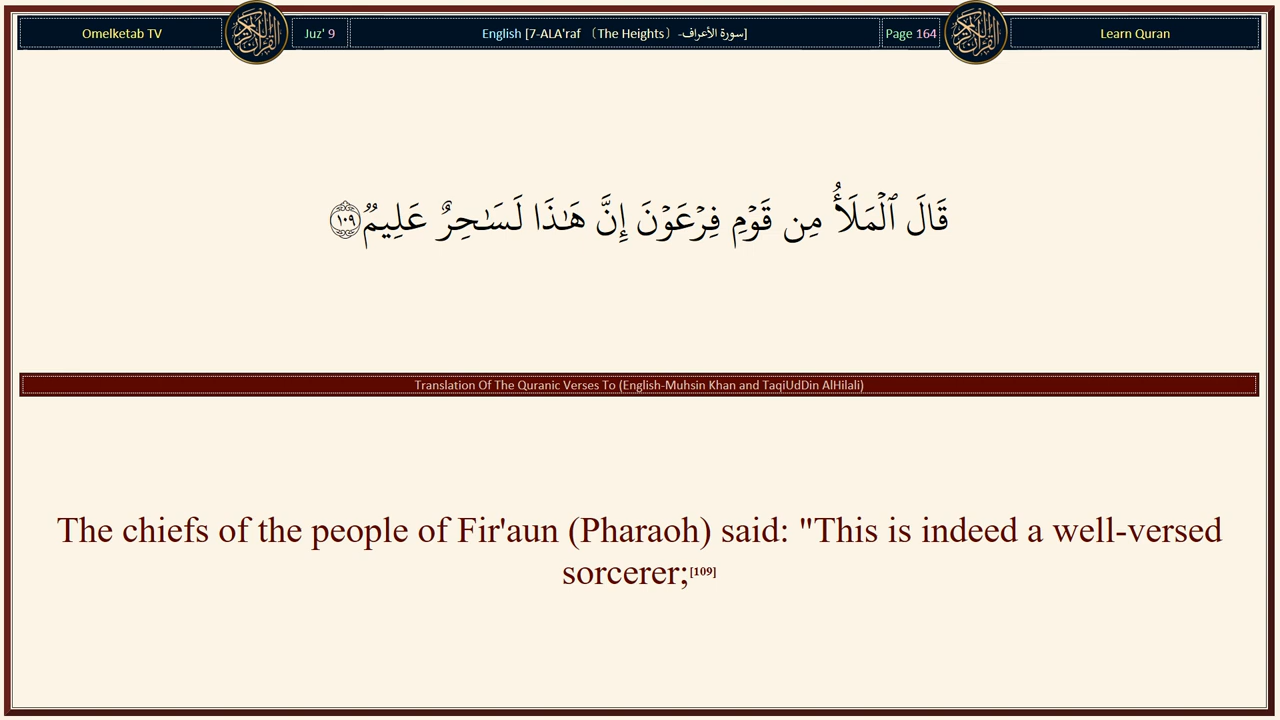 Omelketab TV
Juz' 9
English [7-ALA'raf 〔The Heights〕-سورة الأعراف]
Page 164
Learn Quran
قَالَ ٱلْمَلَأُ مِن قَوْمِ فِرْعَوْنَ إِنَّ هَـٰذَا لَسَـٰحِرٌ عَلِيمٌ ١٠٩
Translation Of The Quranic Verses To (English-Muhsin Khan and TaqiUdDin AlHilali)
The chiefs of the people of Fir'aun (Pharaoh) said: "This is indeed a well-versed
sorcerer;[109]